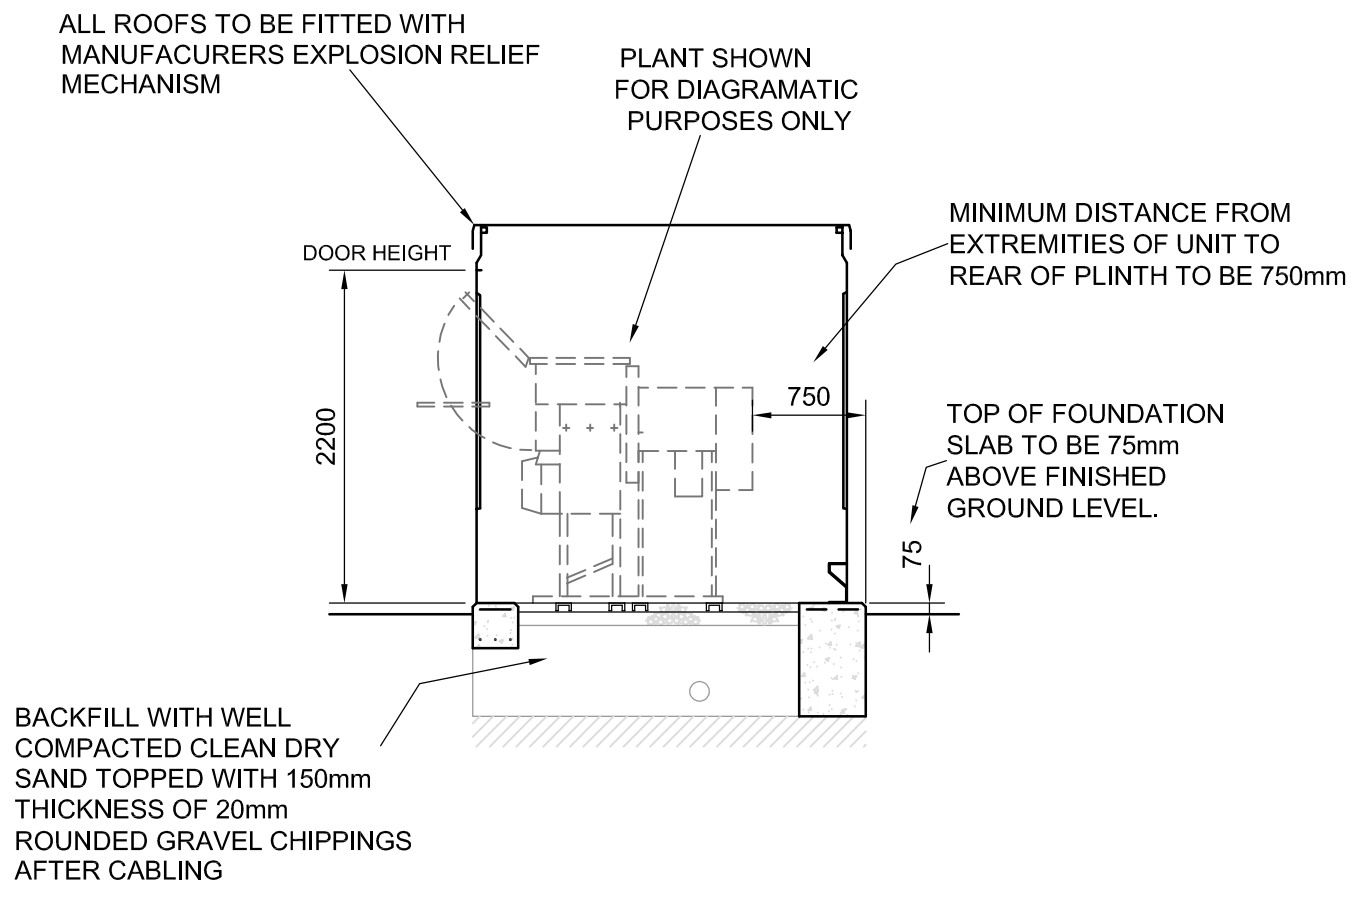 ALL ROOFS TO BE FITTED WITH
MANUFACURERS EXPLOSION RELIEF
MECHANISM
PLANT SHOWN
FOR DIAGRAMATIC
PURPOSES ONLY
MINIMUM DISTANCE FROM
EXTREMITIES OF UNIT TO
REAR OF PLINTH TO BE 750mm
DOOR HEIGHT
2200
750
TOP OF FOUNDATION
SLAB TO BE 75mm
ABOVE FINISHED
GROUND LEVEL.
75
BACKFILL WITH WELL
COMPACTED CLEAN DRY
SAND TOPPED WITH 150mm
THICKNESS OF 20mm
ROUNDED GRAVEL CHIPPINGS
AFTER CABLING